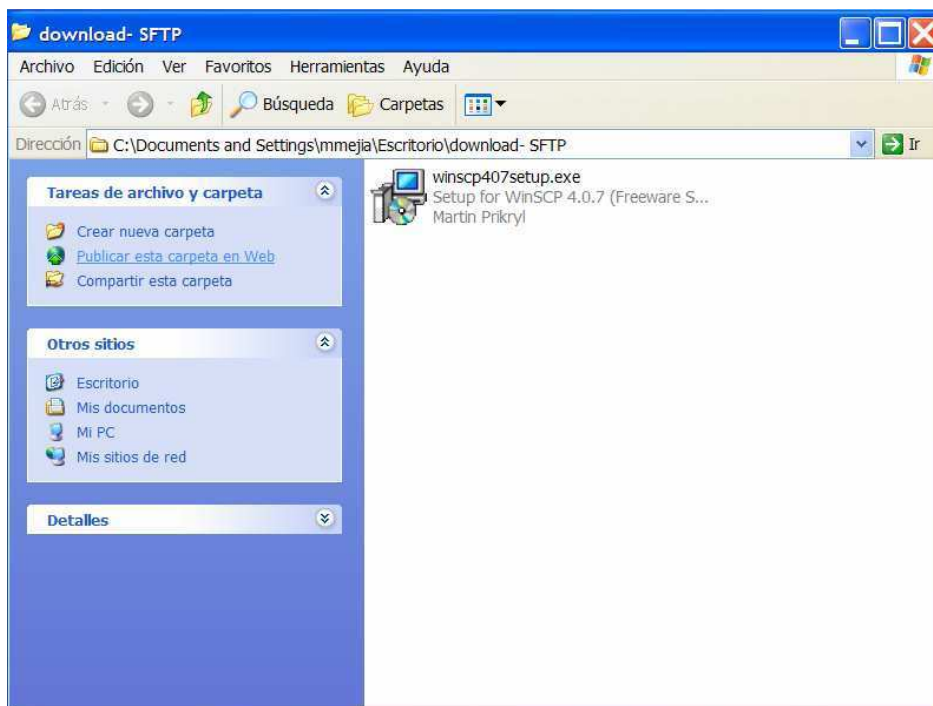 download- SFTP
Archivo Edición Ver Favoritos Herramientas Ayuda
Atrás Búsqueda Carpetas
Dirección C:\Documents and Settings\mmejia\Escritorio\download- SFTP Ir
Tareas de archivo y carpeta
Crear nueva carpeta
Publicar esta carpeta en Web
Compartir esta carpeta
Otros sitios
Escritorio
Mis documentos
Mi PC
Mis sitios de red
Detalles
winscp407setup.exe
Setup for WinSCP 4.0.7 (Freeware S...
Martin Prikryl